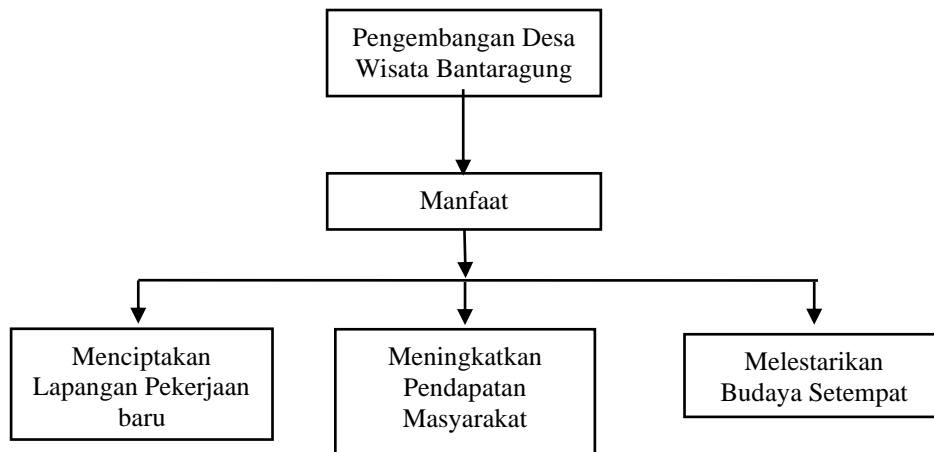 Pengembangan Desa
Wisata Bantaragung
Manfaat
Menciptakan
Lapangan Pekerjaan
baru
Meningkatkan
Pendapatan
Masyarakat
Melestarikan
Budaya Setempat